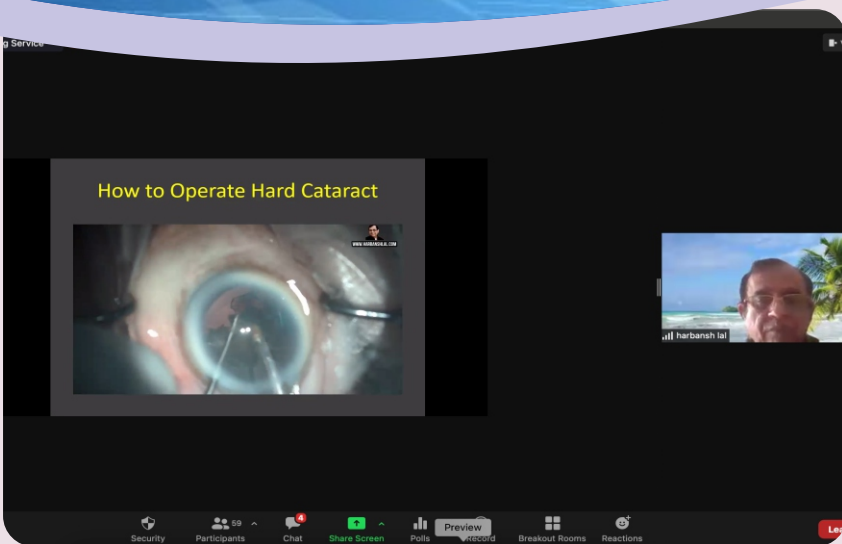 g Service
How to Operate Hard Cataract
WWW.HARBANSHLAL.COM
harbansh lal
59
4
Security
Participants
Chat
Share Screen
Polls
Preview
Record
Breakout Rooms
Reactions
Lea